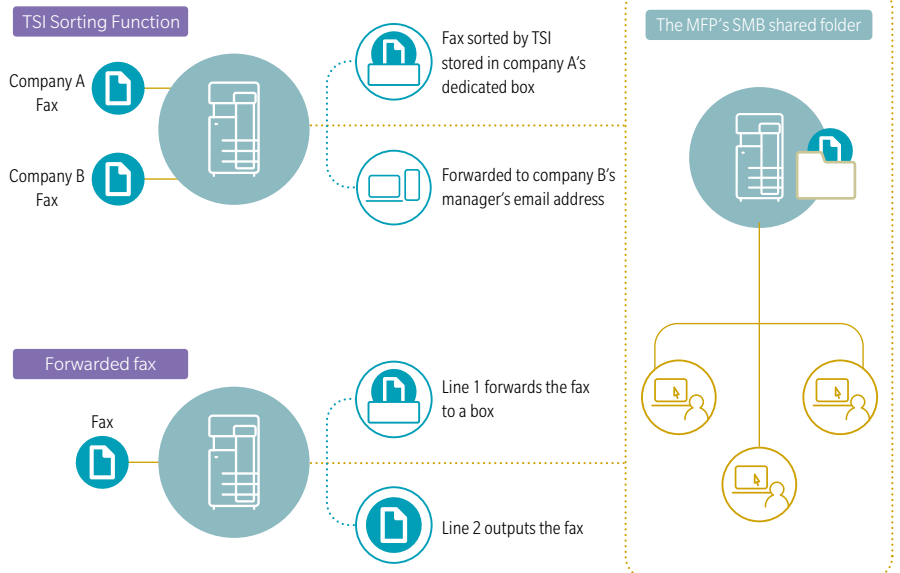 TSI Sorting Function
Company A
Fax
Company B
Fax
Fax sorted by TSI
stored in company A's
dedicated box
Forwarded to company B's
manager's email address
The MFP's SMB shared folder
Forwarded fax
Fax
Line 1 forwards the fax
to a box
Line 2 outputs the fax